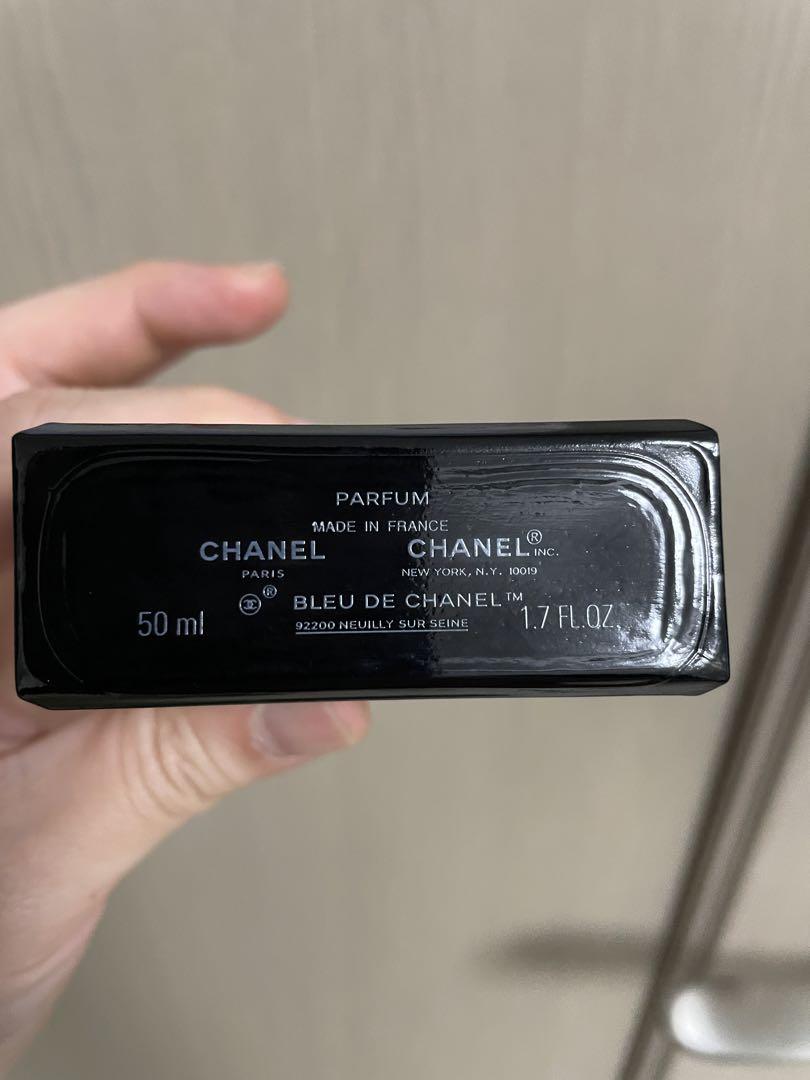 PARFUM
MADE IN FRANCE
CHANEL CHANEL® INC.
PARIS NEW YORK, N.Y. 10019
® BLEU DE CHANEL™
50 ml 92200 NEUILLY SUR SEINE 1.7 FL.OZ.